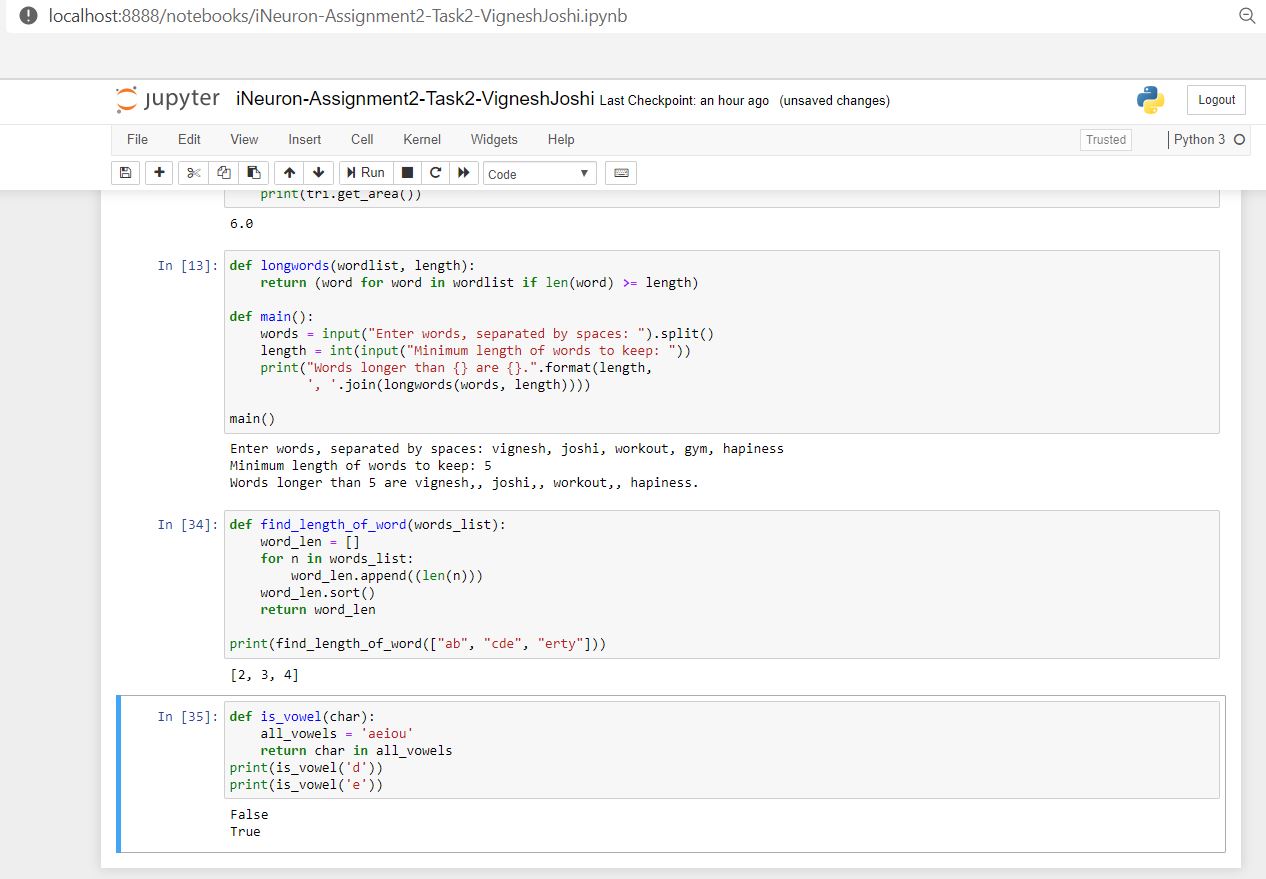 localhost:8888/notebooks/iNeuron-Assignment2-Task2-VigneshJoshi.ipynb
jupyter iNeuron-Assignment2-Task2-VigneshJoshi Last Checkpoint: an hour ago (unsaved changes) Logout
File Edit View Insert Cell Kernel Widgets Help Trusted Python 3
Run Code
print(tri.get_area())
6.0
In [13]: def longwords(wordlist, length):
return (word for word in wordlist if len(word) >= length)
def main():
words = input("Enter words, separated by spaces: ").split()
length = int(input("Minimum length of words to keep: "))
print("Words longer than {} are {}.".format(length,
', '.join(longwords(words, length))))
main()
Enter words, separated by spaces: vignesh, joshi, workout, gym, hapiness
Minimum length of words to keep: 5
Words longer than 5 are vignesh,, joshi,, workout,, hapiness.
In [34]: def find_length_of_word(words_list):
word_len = []
for n in words_list:
word_len.append((len(n)))
word_len.sort()
return word_len
print(find_length_of_word(["ab", "cde", "erty"]))
[2, 3, 4]
In [35]: def is_vowel(char):
all_vowels = 'aeiou'
return char in all_vowels
print(is_vowel('d'))
print(is_vowel('e'))
False
True